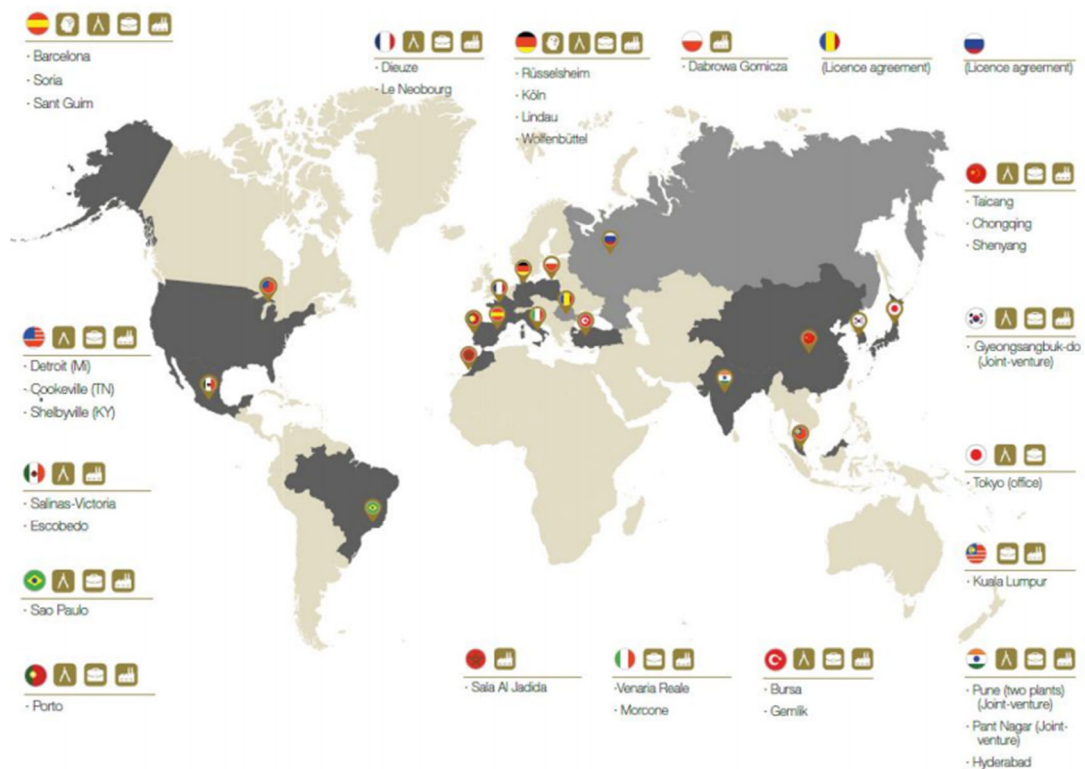 · Barcelona
· Soria
· Sant Guim
· Dieuze
· Le Neobourg
· Rüsselsheim
· Köln
· Lindau
· Wolfenbüttel
· Dabrowa Gornicza
(Licence agreement)
(Licence agreement)
· Taicang
· Chongqing
· Shenyang
· Gyeongsangbuk-do
(Joint-venture)
· Detroit (Mi)
· Cookeville (TN)
· Shelbyville (KY)
· Tokyo (office)
· Salinas-Victoria
· Escobedo
· Kuala Lumpur
· Sao Paulo
· Porto
· Sala Al Jadida
·Venaria Reale
· Morcone
· Bursa
· Gemlik
· Pune (two plants)
(Joint-venture)
· Pant Nagar (Joint-
venture)
· Hyderabad